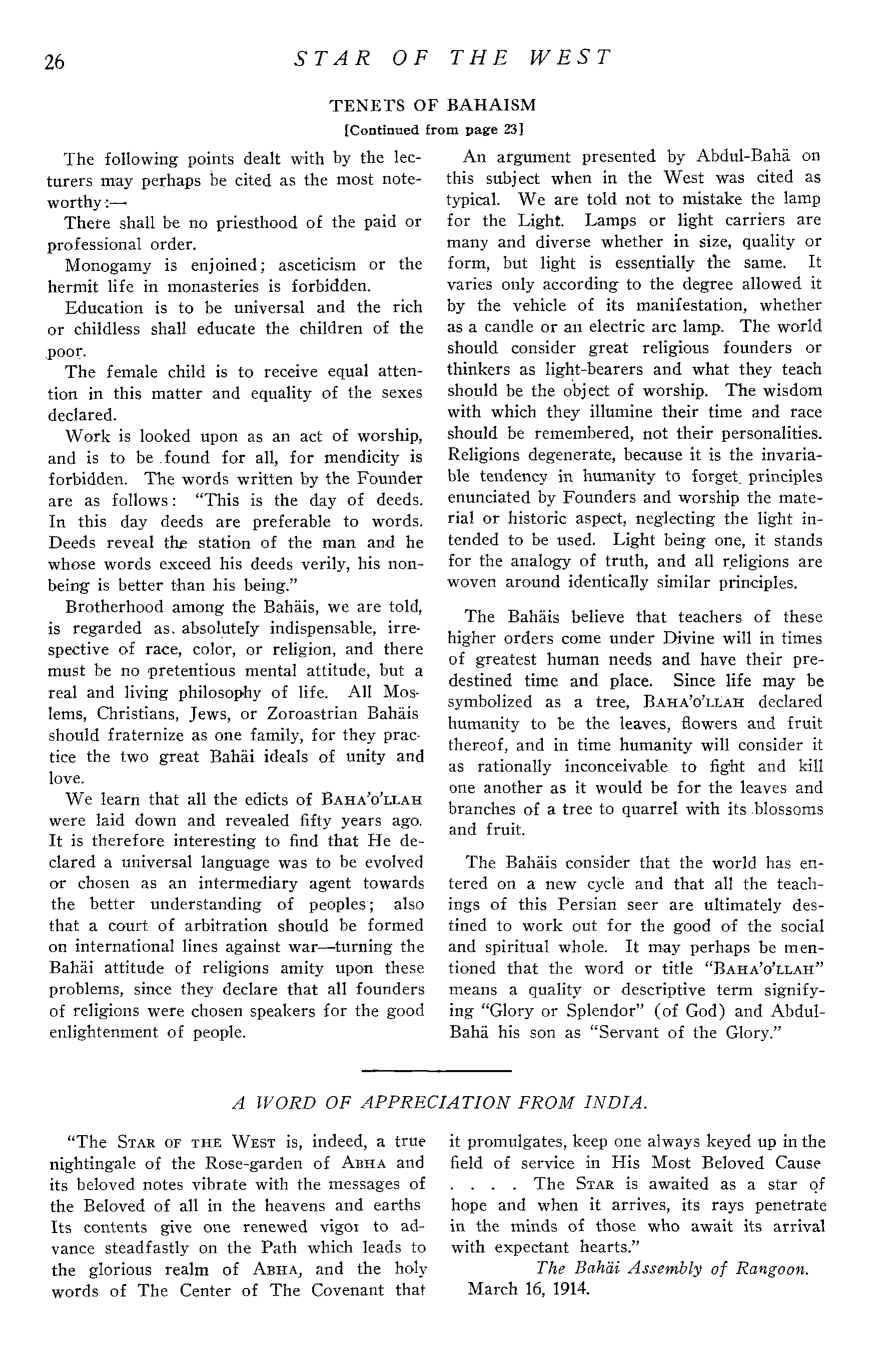 26
STAR OF THE WEST
TENETS OF BAHAISM
[Continued from page 23]
The following points dealt with by the lec-
turers may perhaps be cited as the most note-
worthy:—
There shall be no priesthood of the paid or
professional order.
Monogamy is enjoined; asceticism or the
hermit life in monasteries is forbidden.
Education is to be universal and the rich
or childless shall educate the children of the
poor.
The female child is to receive equal atten-
tion in this matter and equality of the sexes
declared.
Work is looked upon as an act of worship,
and is to be found for all, for mendicity is
forbidden. The words written by the Founder
are as follows: "This is the day of deeds.
In this day deeds are preferable to words.
Deeds reveal the station of the man and he
whose words exceed his deeds verily, his non-
being is better than his being."
Brotherhood among the Bahäis, we are told,
is regarded as absolutely indispensable, irre-
spective of race, color, or religion, and there
must be no pretentious mental attitude, but a
real and living philosophy of life. All Mos-
lems, Christians, Jews, or Zoroastrian Bahäis
should fraternize as one family, for they prac-
tice the two great Bahäi ideals of unity and
love.
We learn that all the edicts of BAHA'O'LLAH
were laid down and revealed fifty years ago.
It is therefore interesting to find that He de-
clared a universal language was to be evolved
or chosen as an intermediary agent towards
the better understanding of peoples; also
that a court of arbitration should be formed
on international lines against war—turning the
Bahäi attitude of religions amity upon these
problems, since they declare that all founders
of religions were chosen speakers for the good
enlightenment of people.
An argument presented by Abdul-Bahä on
this subject when in the West was cited as
typical. We are told not to mistake the lamp
for the Light. Lamps or light carriers are
many and diverse whether in size, quality or
form, but light is essentially the same. It
varies only according to the degree allowed it
by the vehicle of its manifestation, whether
as a candle or an electric arc lamp. The world
should consider great religious founders or
thinkers as light-bearers and what they teach
should be the object of worship. The wisdom
with which they illumine their time and race
should be remembered, not their personalities.
Religions degenerate, because it is the invaria-
ble tendency in humanity to forget principles
enunciated by Founders and worship the mate-
rial or historic aspect, neglecting the light in-
tended to be used. Light being one, it stands
for the analogy of truth, and all religions are
woven around identically similar principles.
The Bahäis believe that teachers of these
higher orders come under Divine will in times
of greatest human needs and have their pre-
destined time and place. Since life may be
symbolized as a tree, BAHA'O'LLAH declared
humanity to be the leaves, flowers and fruit
thereof, and in time humanity will consider it
as rationally inconceivable to fight and kill
one another as it would be for the leaves and
branches of a tree to quarrel with its blossoms
and fruit.
The Bahäis consider that the world has en-
tered on a new cycle and that all the teach-
ings of this Persian seer are ultimately des-
tined to work out for the good of the social
and spiritual whole. It may perhaps be men-
tioned that the word or title "BAHA'O'LLAH"
means a quality or descriptive term signify-
ing "Glory or Splendor" (of God) and Abdul-
Bahä his son as "Servant of the Glory."
A WORD OF APPRECIATION FROM INDIA.
"The STAR OF THE WEST is, indeed, a true
nightingale of the Rose-garden of ABHA and
its beloved notes vibrate with the messages of
the Beloved of all in the heavens and earths
Its contents give one renewed vigor to ad-
vance steadfastly on the Path which leads to
the glorious realm of ABHA, and the holy
words of The Center of The Covenant that
it promulgates, keep one always keyed up in the
field of service in His Most Beloved Cause
. . . . The STAR is awaited as a star of
hope and when it arrives, its rays penetrate
in the minds of those who await its arrival
with expectant hearts."
The Bahäi Assembly of Rangoon.
March 16, 1914.